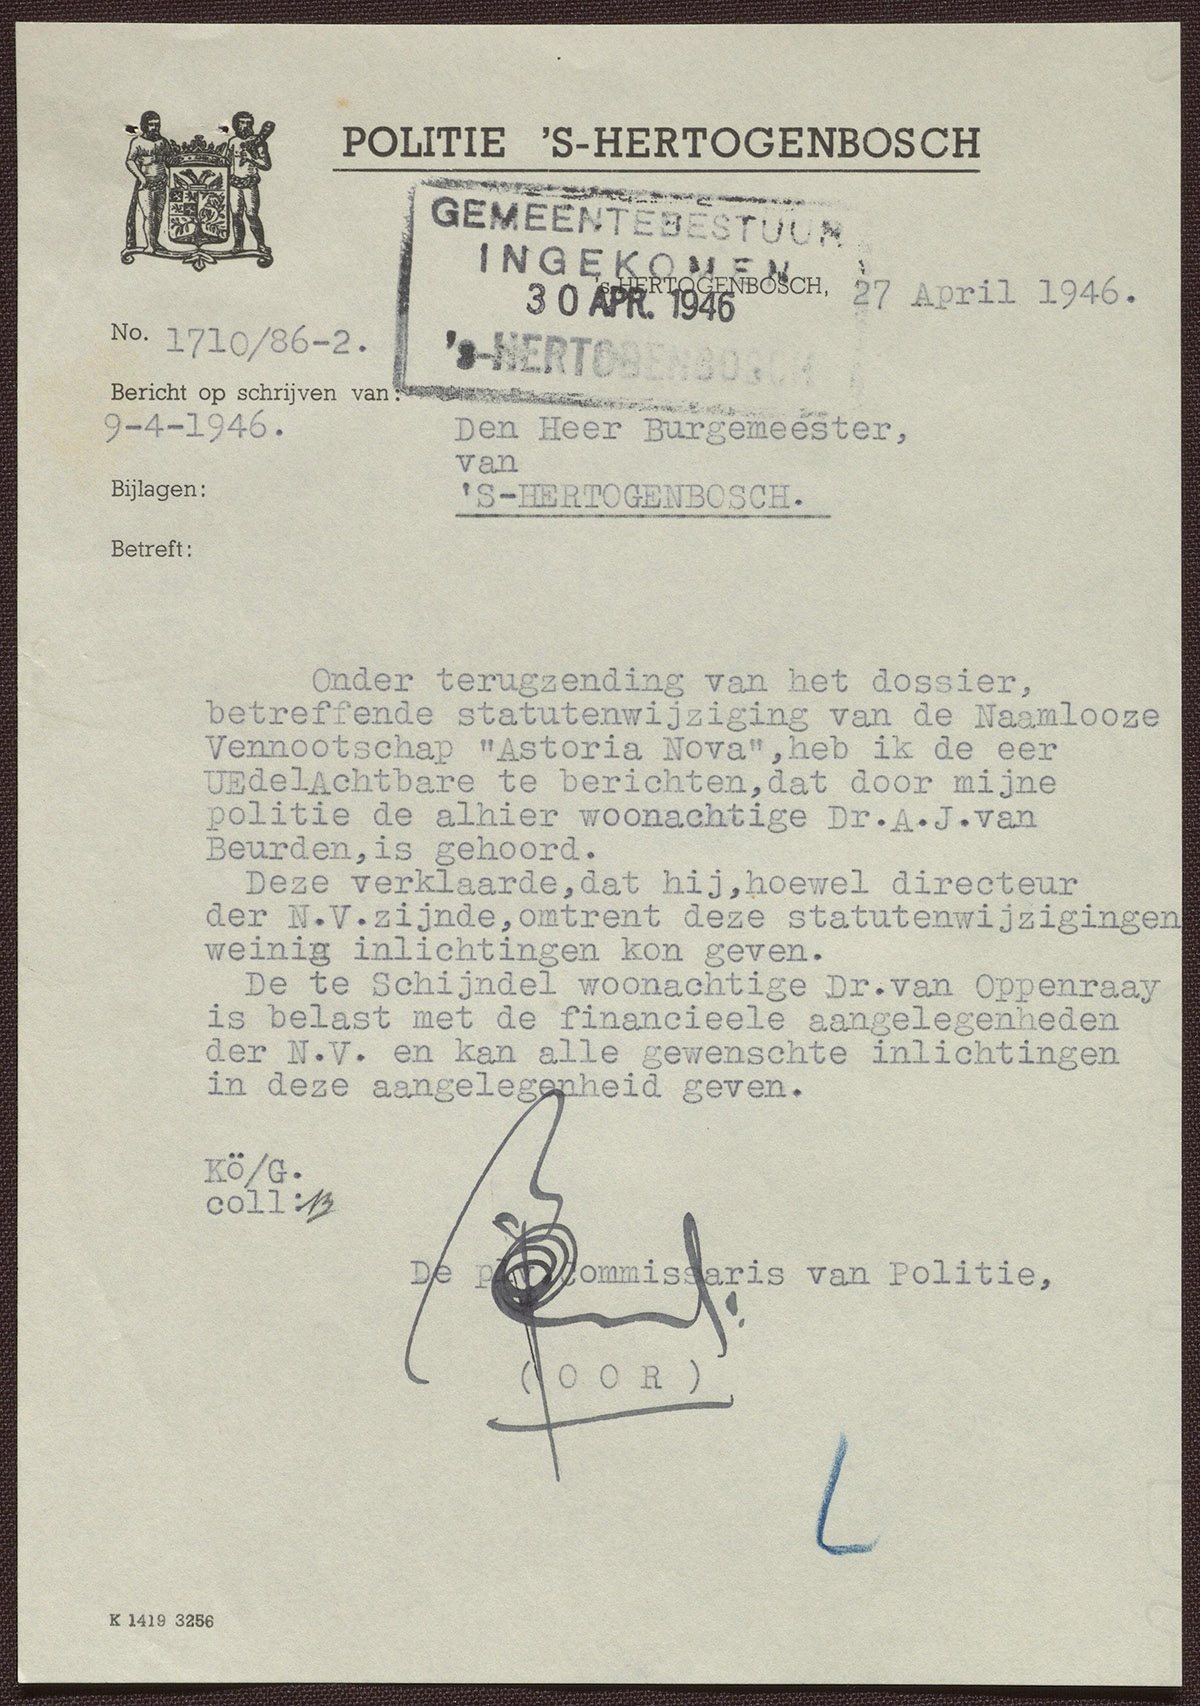 POLITIE 'S-HERTOGENBOSCH
GEMEENTEBESTUUR
INGEKOMEN
30 APR. 1946
's-HERTOGENBOSCH
's-HERTOGENBOSCH, 27 April 1946.
No. 1710/86-2.
Bericht op schrijven van:
9-4-1946.
Den Heer Burgemeester,
van
'S-HERTOGENBOSCH.
Bijlagen:
Betreft:
Onder terugzending van het dossier,
betreffende statutenwijziging van de Naamlooze
Vennootschap "Astoria Nova",heb ik de eer
UEdelAchtbare te berichten,dat door mijne
politie de alhier woonachtige Dr.A.J.van
Beurden,is gehoord.
Deze verklaarde,dat hij,hoewel directeur
der N.V.zijnde,omtrent deze statutenwijzigingen
weinig inlichtingen kon geven.
De te Schijndel woonachtige Dr.van Oppenraay
is belast met de financieele aangelegenheden
der N.V. en kan alle gewenschte inlichtingen
in deze aangelegenheid geven.
Kö/G.
coll:
De Commissaris van Politie,
(OOR)
K 1419 3256